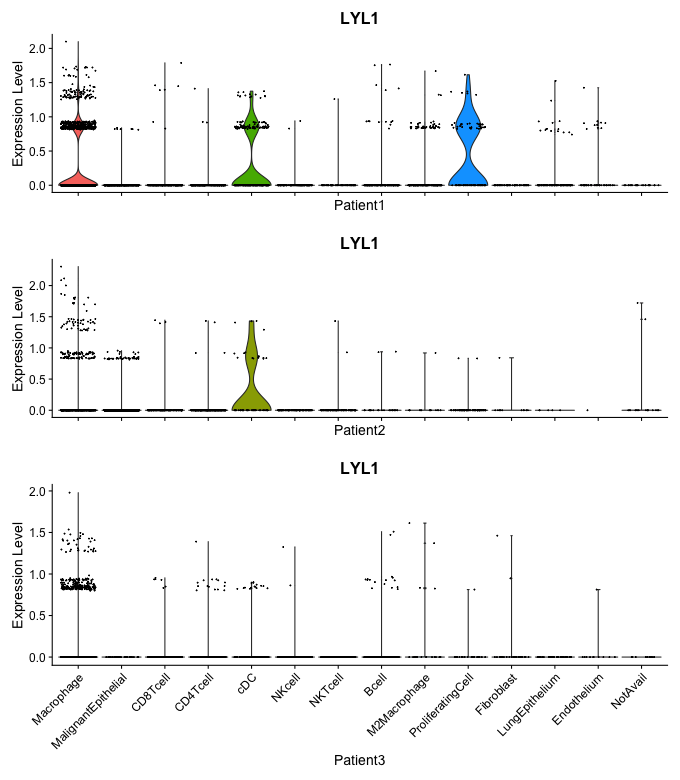 LYL1
Expression Level
2.0
1.5
1.0
0.5
0.0
Patient1
LYL1
Expression Level
2.0
1.5
1.0
0.5
0.0
Patient2
LYL1
Expression Level
2.0
1.5
1.0
0.5
0.0
Macrophage
MalignantEpithelial
CD8Tcell
CD4Tcell
cDC
NKcell
NKTcell
Bcell
M2Macrophage
ProliferatingCell
Fibroblast
LungEpithelium
Endothelium
NotAvail
Patient3